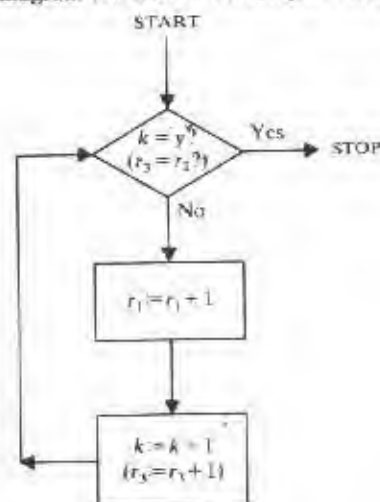 START
k = y?
(r₃ = r₂?)
Yes
STOP
No
r₁ := r₁ + 1
k := k + 1
(r₃ := r₃ + 1)